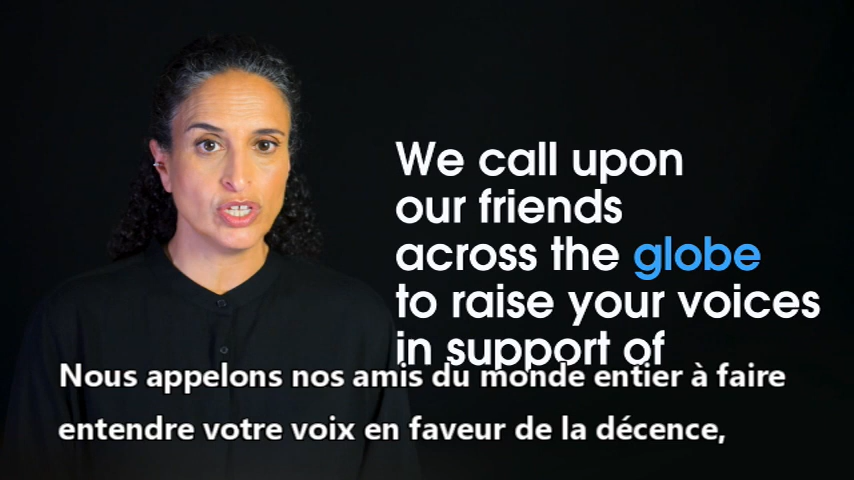 We call upon
our friends
across the globe
to raise your voices
in support of
Nous appelons nos amis du monde entier à faire
entendre votre voix en faveur de la décence,